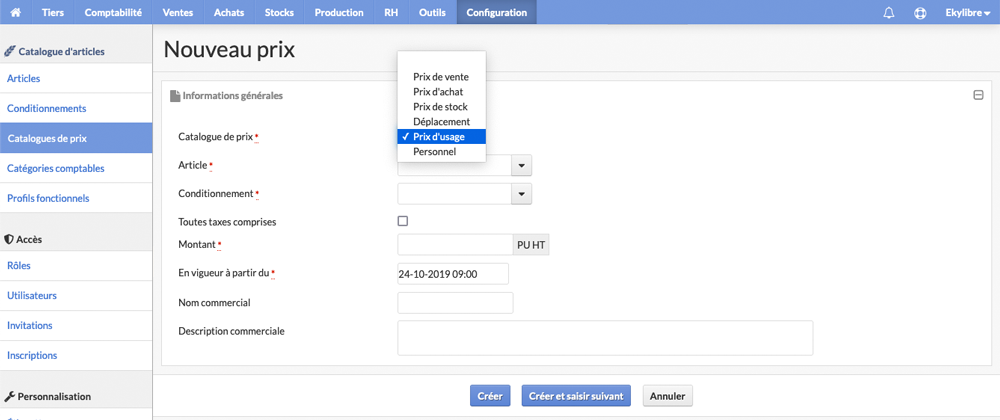 Tiers Comptabilité Ventes Achats Stocks Production RH Outils Configuration Ekylibre
Catalogue d'articles
Articles
Conditionnements
Catalogues de prix
Catégories comptables
Profils fonctionnels
Accès
Rôles
Utilisateurs
Invitations
Inscriptions
Personnalisation
Nouveau prix
Informations générales
Catalogue de prix *
Prix de vente
Prix d'achat
Prix de stock
Déplacement
✓ Prix d'usage
Personnel
Article *
Conditionnement *
Toutes taxes comprises
Montant * PU HT
En vigueur à partir du * 24-10-2019 09:00
Nom commercial
Description commerciale
Créer Créer et saisir suivant Annuler